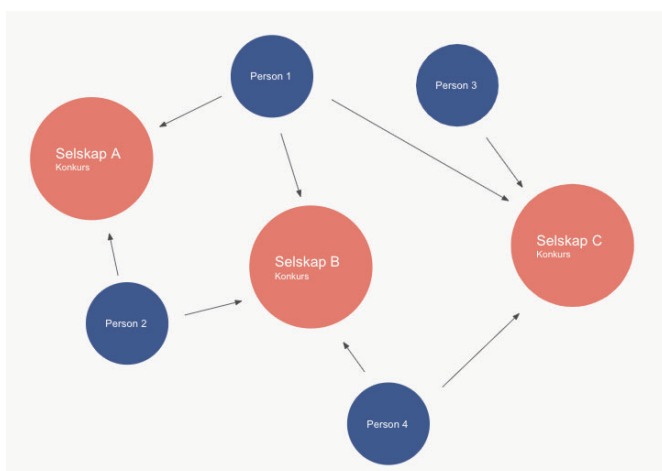 Person 1
Person 3
Selskap A
Konkurs
Selskap C
Konkurs
Selskap B
Konkurs
Person 2
Person 4